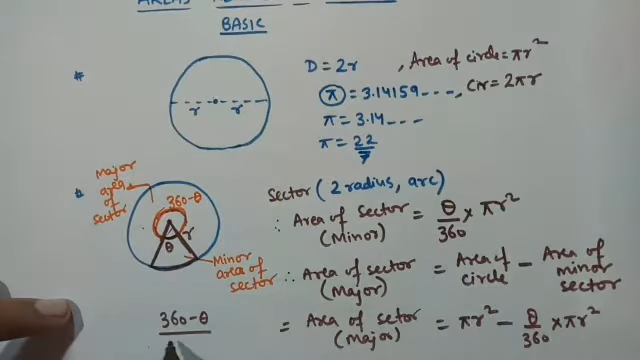 AREAS
BASIC
* D = 2r , Area of circle = πr²
π = 3.14159--- , Cir = 2πr
π = 3.14---
π = 22/7
r r
* Major area of sector
360-θ
r
θ
Minor area of sector
Sector (2 radius, arc)
∴ Area of sector (Minor) = θ/360 × πr²
∴ Area of sector (Major) = Area of circle - Area of minor sector
= Area of setor (Major) = πr² - θ/360 × πr²
360-θ